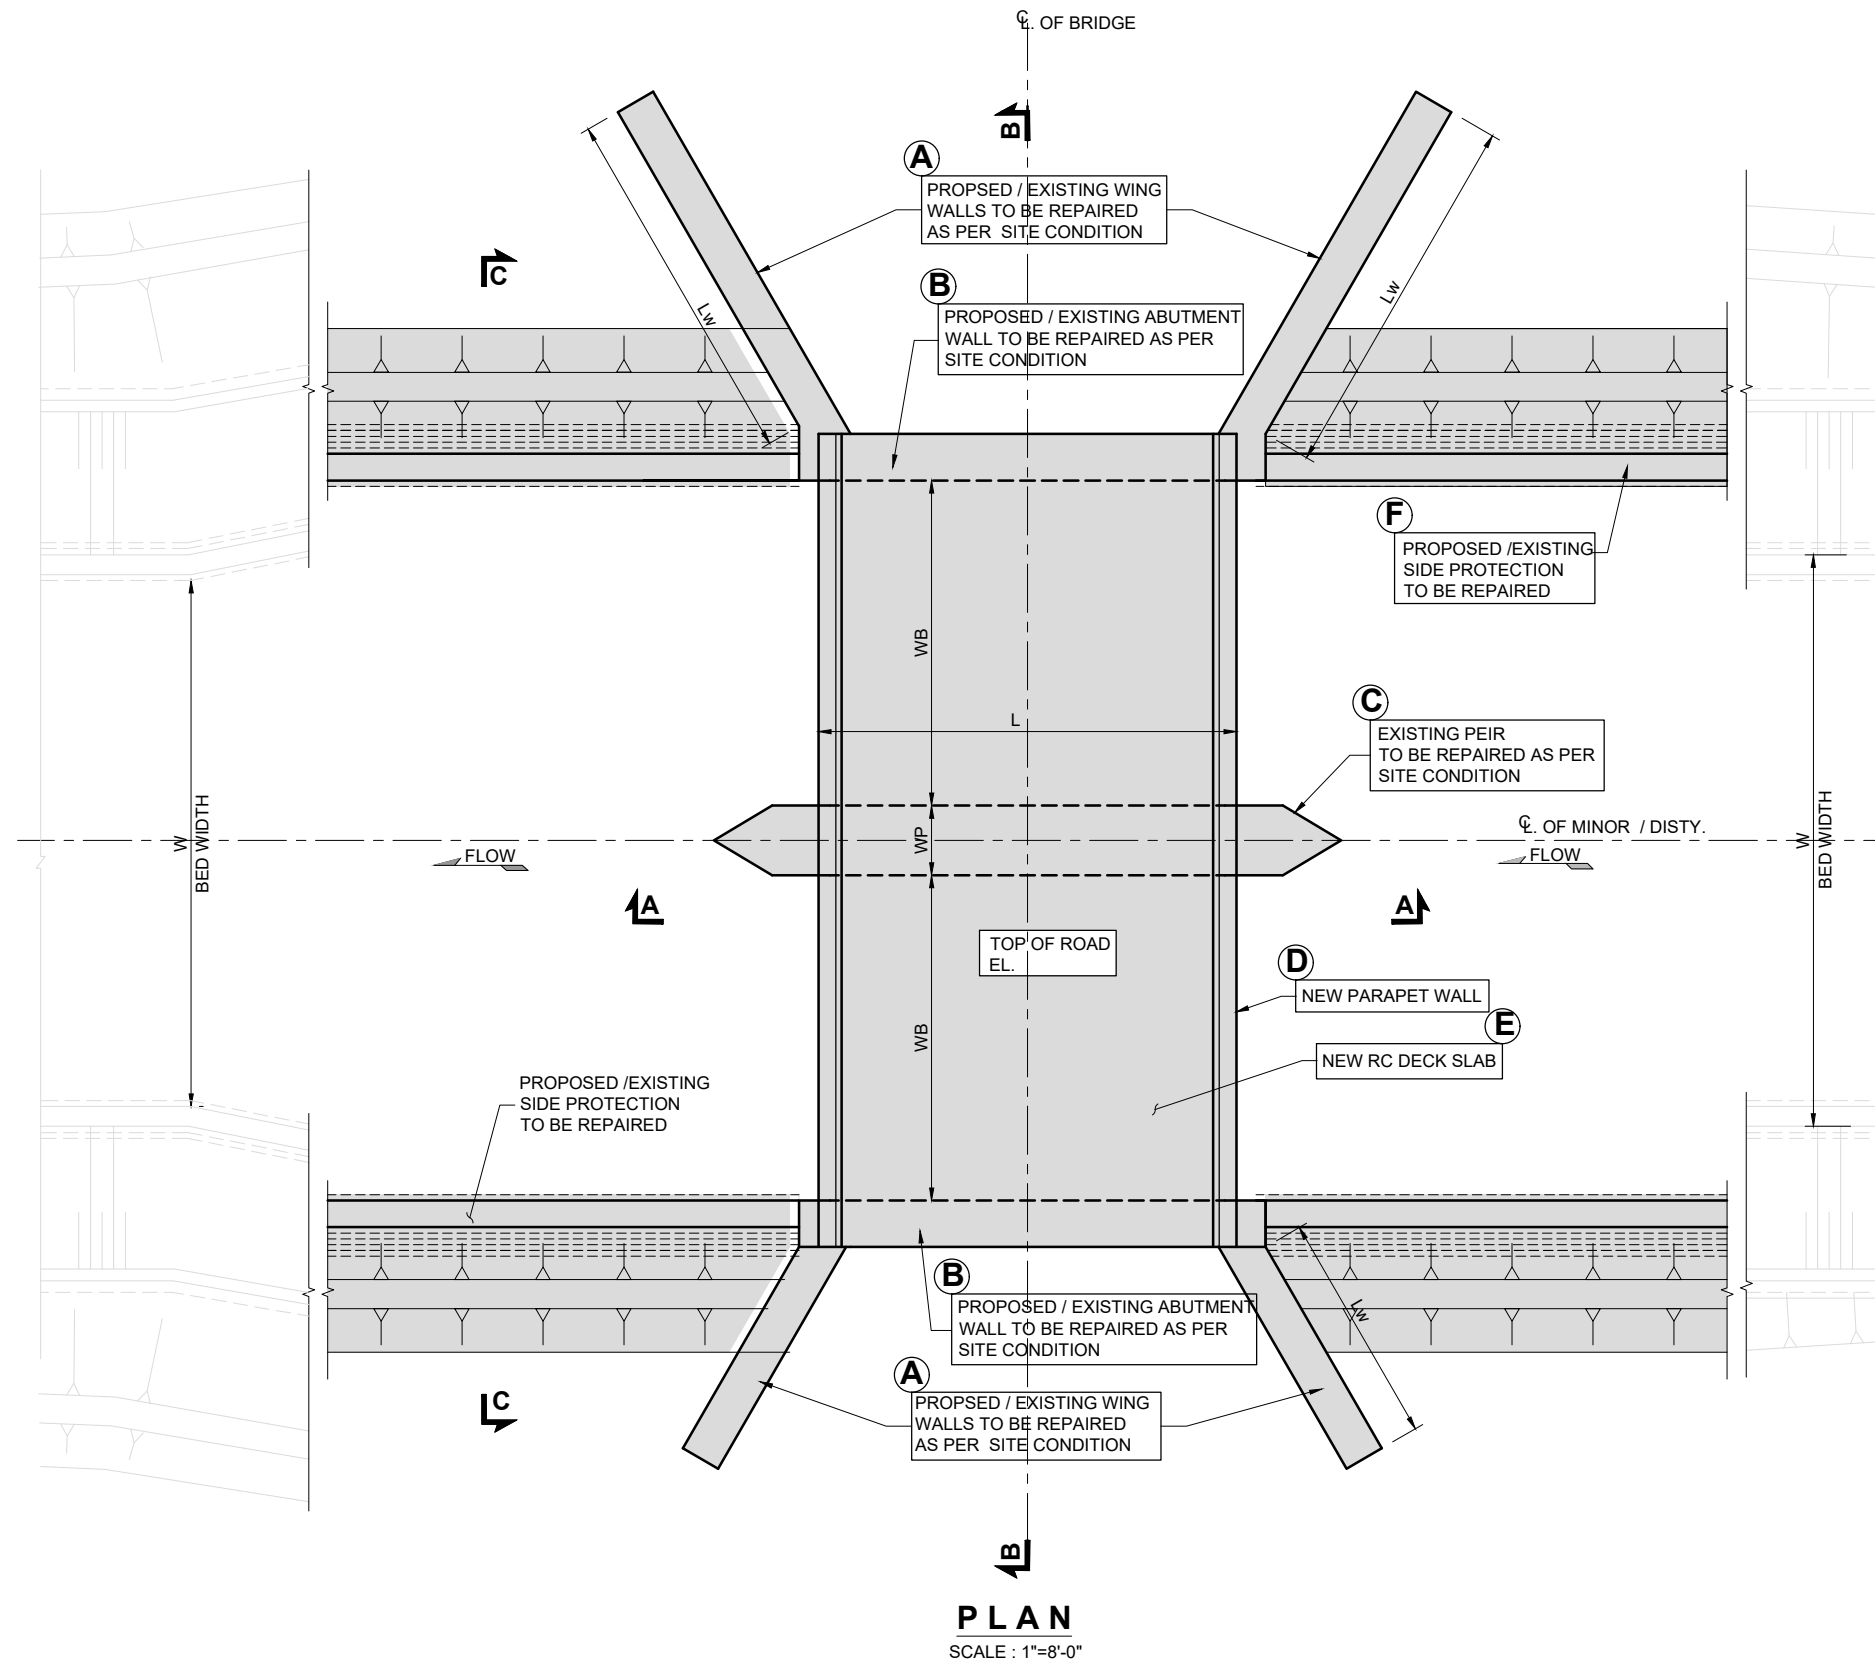 ℄. OF BRIDGE
B
A
PROPSED / EXISTING WING
WALLS TO BE REPAIRED
AS PER SITE CONDITION
C
B
PROPOSED / EXISTING ABUTMENT
WALL TO BE REPAIRED AS PER
SITE CONDITION
Lw
Lw
F
PROPOSED /EXISTING
SIDE PROTECTION
TO BE REPAIRED
WB
L
C
EXISTING PEIR
TO BE REPAIRED AS PER
SITE CONDITION
W
BED WIDTH
WP
℄. OF MINOR / DISTY.
W
BED WIDTH
FLOW
FLOW
A
A
TOP OF ROAD
EL.
D
NEW PARAPET WALL
E
NEW RC DECK SLAB
WB
PROPOSED /EXISTING
SIDE PROTECTION
TO BE REPAIRED
B
PROPOSED / EXISTING ABUTMENT
WALL TO BE REPAIRED AS PER
SITE CONDITION
Lw
A
PROPSED / EXISTING WING
WALLS TO BE REPAIRED
AS PER SITE CONDITION
C
B
PLAN
SCALE : 1"=8'-0"